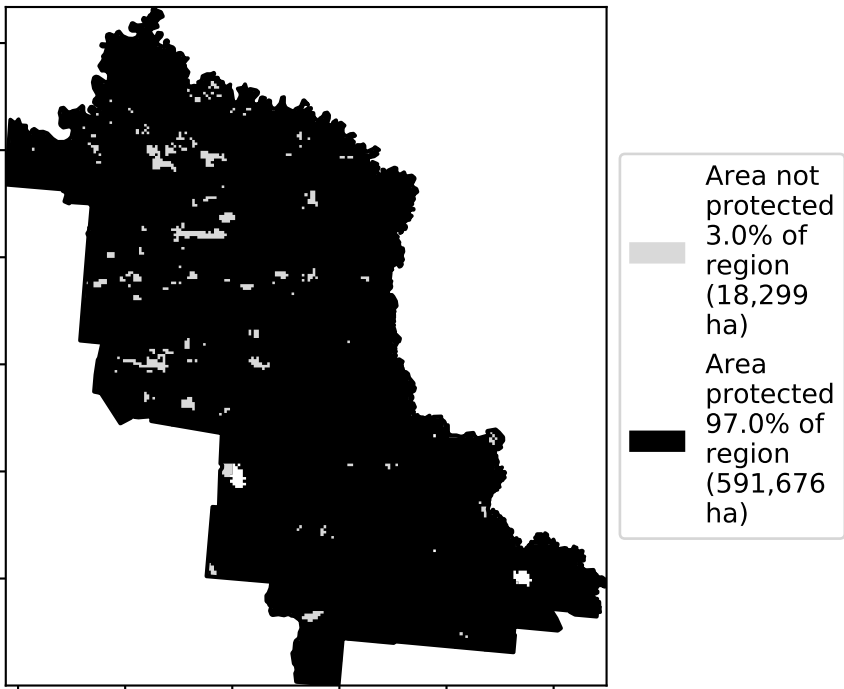 Area not
protected
3.0% of
region
(18,299
ha)
Area
protected
97.0% of
region
(591,676
ha)